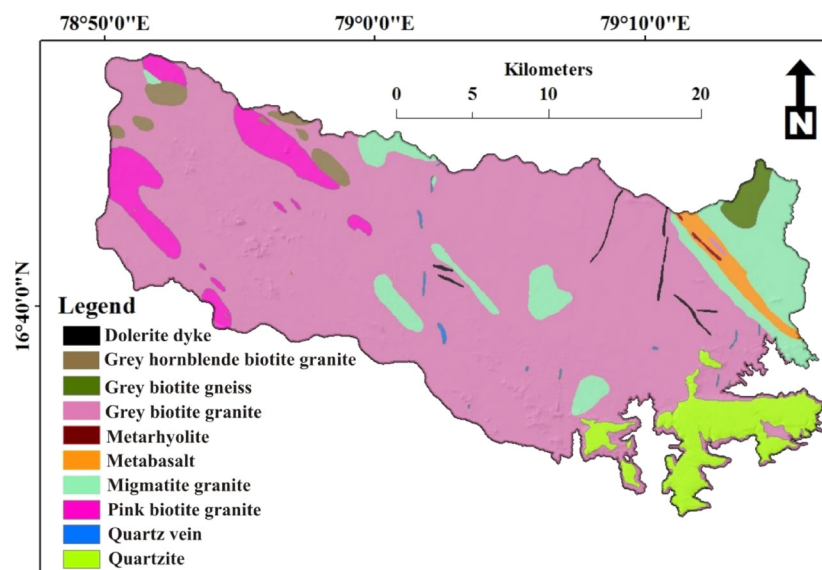 78°50'0"E 79°0'0"E 79°10'0"E
Kilometers
0 5 10 20
N
16°40'0"N
Legend
Dolerite dyke
Grey hornblende biotite granite
Grey biotite gneiss
Grey biotite granite
Metarhyolite
Metabasalt
Migmatite granite
Pink biotite granite
Quartz vein
Quartzite